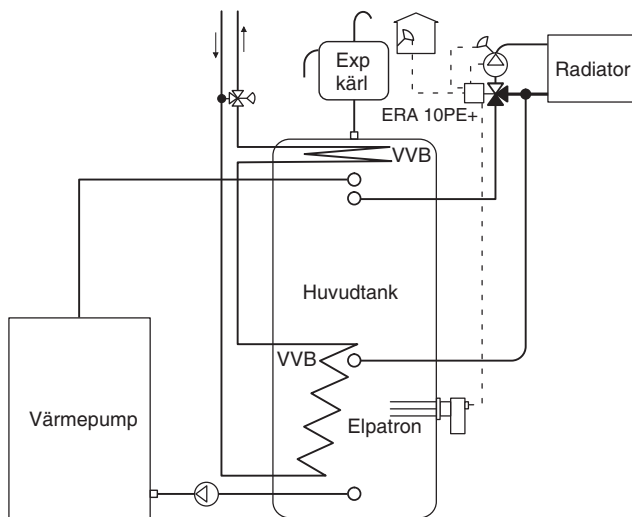 Exp
kärl
Radiator
ERA 10PE+
VVB
Huvudtank
VVB
Värmepump
Elpatron